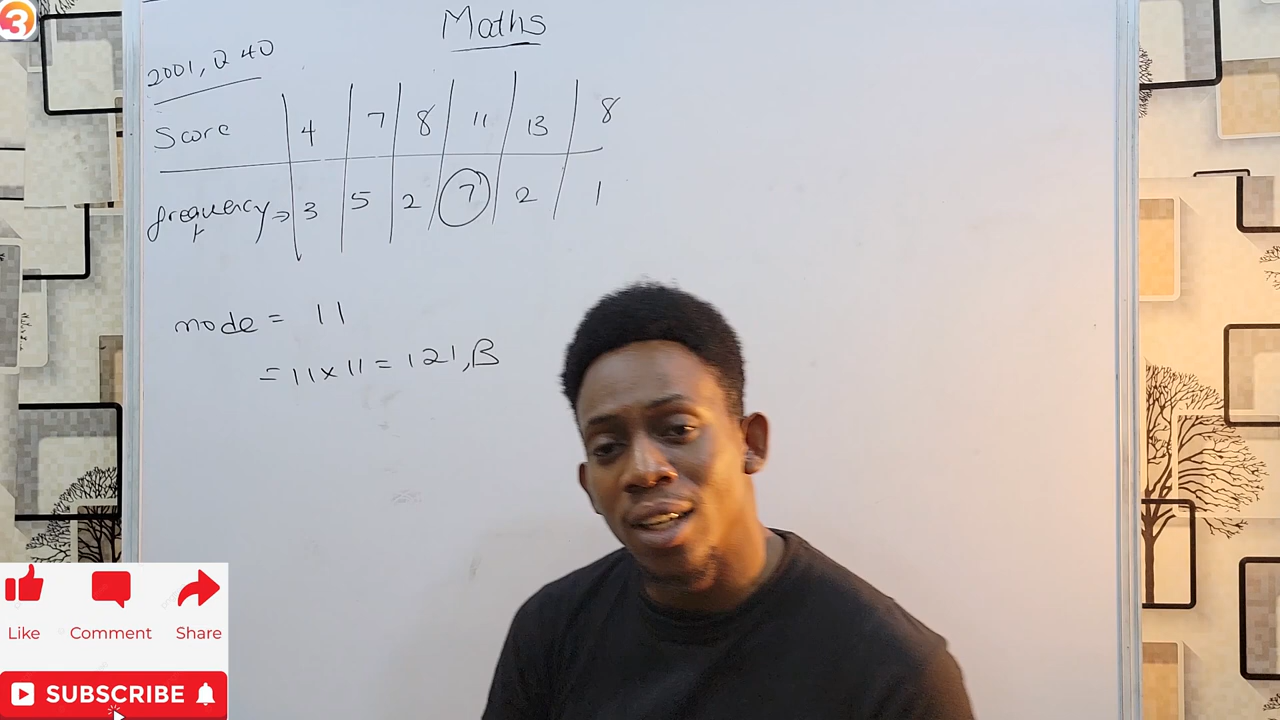 3
Maths
2001, Q 40
Score 4 7 8 11 13 8
frequency → 3 5 2 7 2 1
mode = 11
= 11 x 11 = 121, B
Like Comment Share
SUBSCRIBE